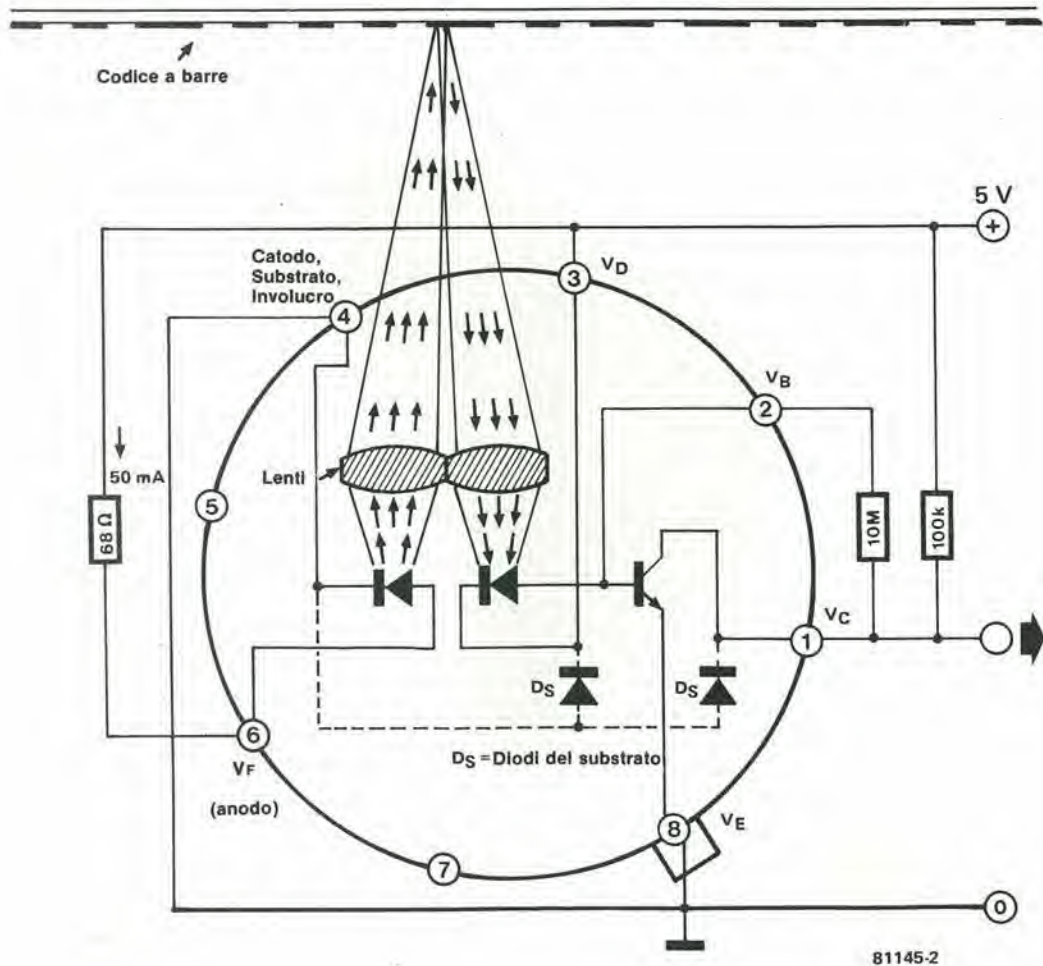 Codice a barre
5 V
+
Catodo,
Substrato,
Involucro
VD
3
4
VB
2
50 mA
Lenti
5
68 Ω
10M
100k
VC
1
DS
DS
6
DS = Diodi del substrato
VF
(anodo)
8
VE
7
0
81145-2